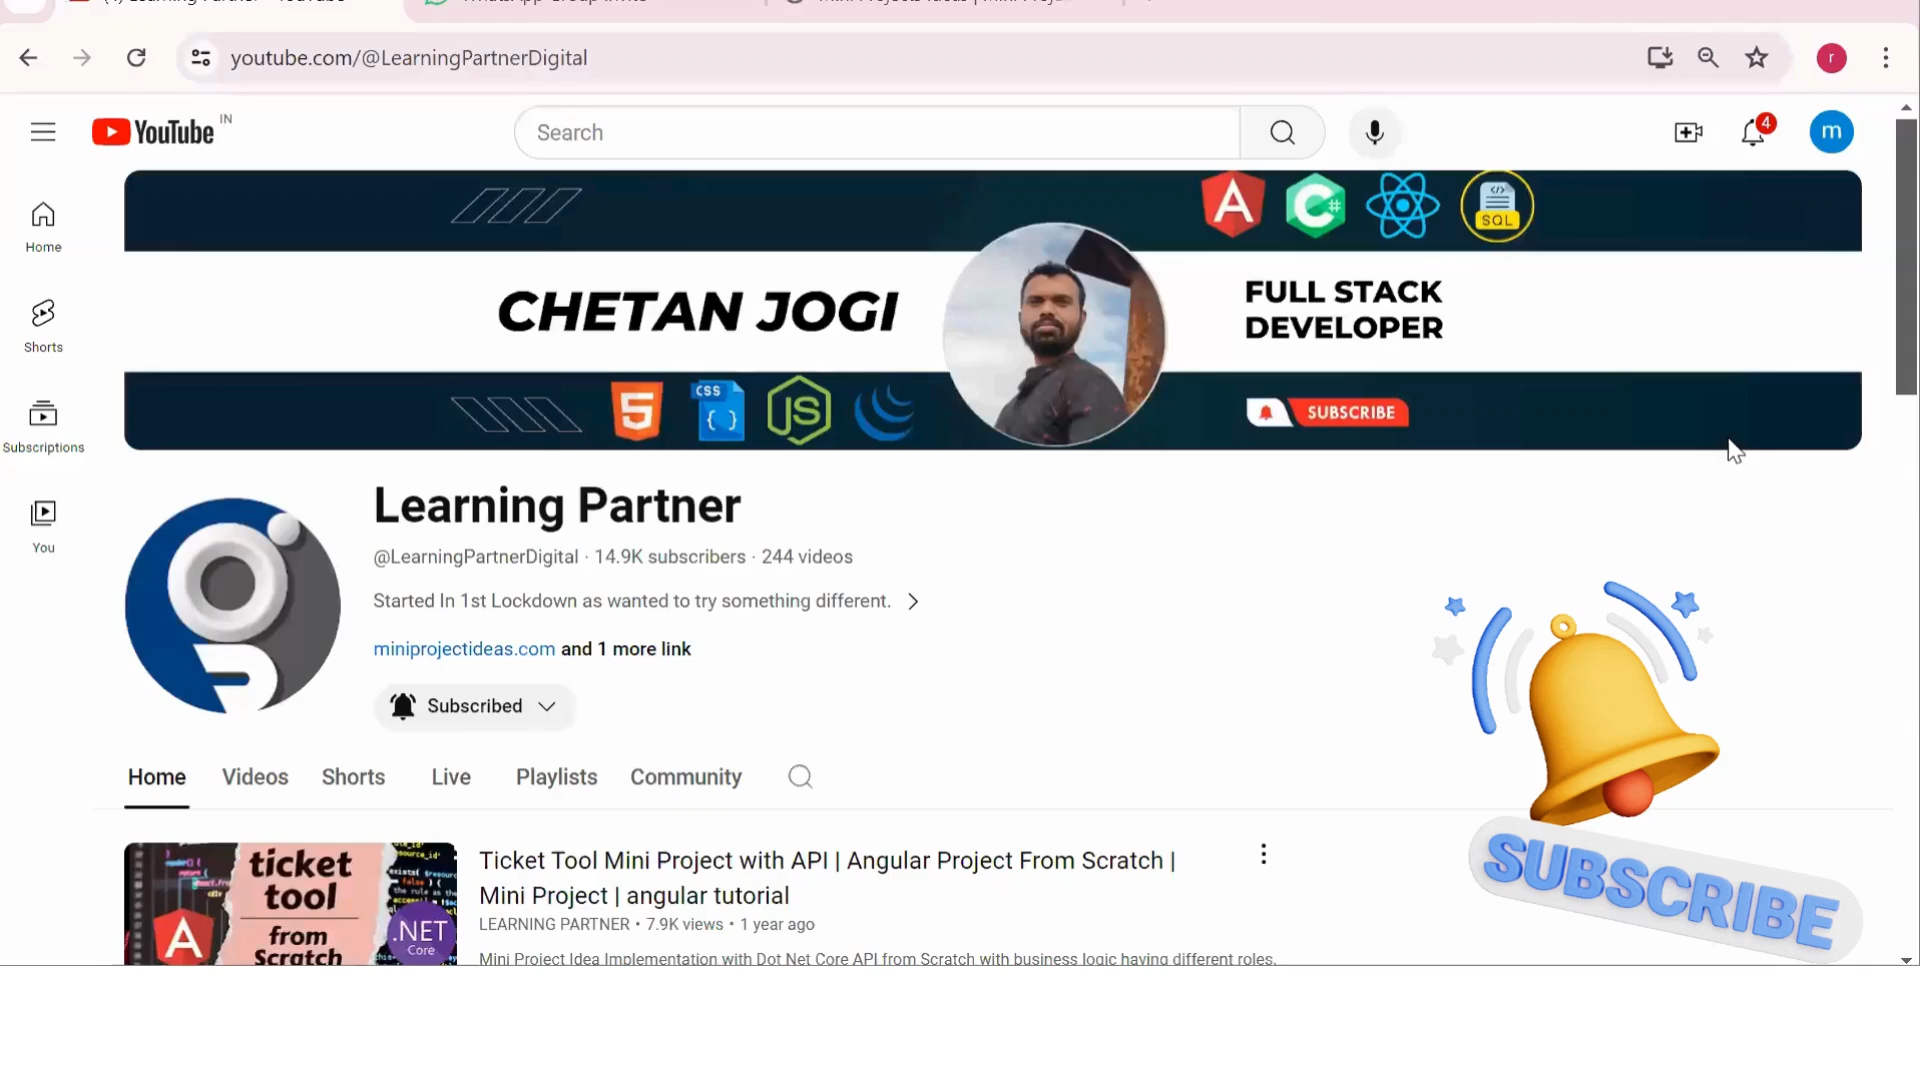 youtube.com/@LearningPartnerDigital
r
YouTube IN
Search
4
m
Home
Shorts
Subscriptions
You
A
C#
</>
SQL
CHETAN JOGI
FULL STACK
DEVELOPER
5
CSS
{ }
JS
SUBSCRIBE
Learning Partner
@LearningPartnerDigital · 14.9K subscribers · 244 videos
Started In 1st Lockdown as wanted to try something different.
miniprojectideas.com and 1 more link
Subscribed
Home Videos Shorts Live Playlists Community
ticket
tool
from
Scratch
A
.NET
Core
Ticket Tool Mini Project with API | Angular Project From Scratch |
Mini Project | angular tutorial
LEARNING PARTNER • 7.9K views • 1 year ago
Mini Project Idea Implementation with Dot Net Core API from Scratch with business logic having different roles.
SUBSCRIBE